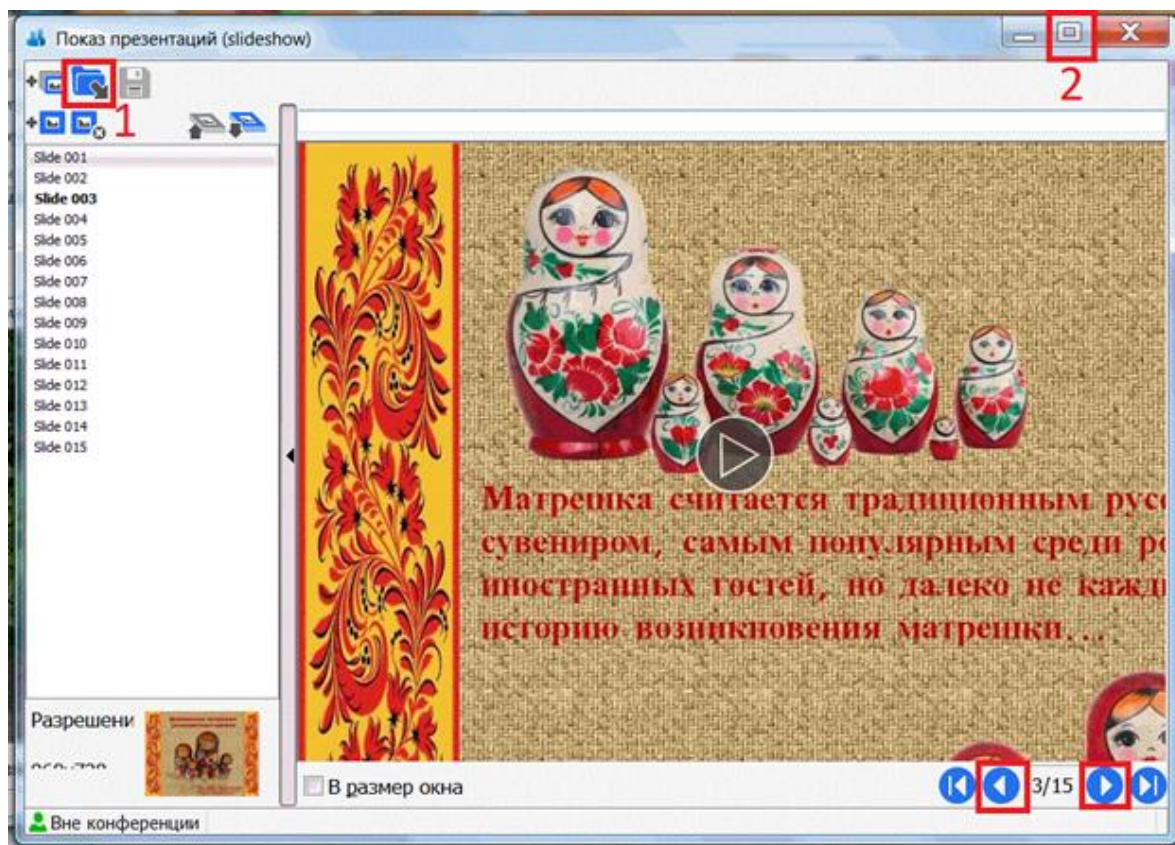 Показ презентаций (slideshow)
2
1
Slide 001
Slide 002
Slide 003
Slide 004
Slide 005
Slide 006
Slide 007
Slide 008
Slide 009
Slide 010
Slide 011
Slide 012
Slide 013
Slide 014
Slide 015
Матрешка считается традиционным русс
сувениром, самым популярным среди ро
иностранных гостей, но далеко не кажд
историю возникновения матрешки...
Разрешени
В размер окна
3/15
Вне конференции